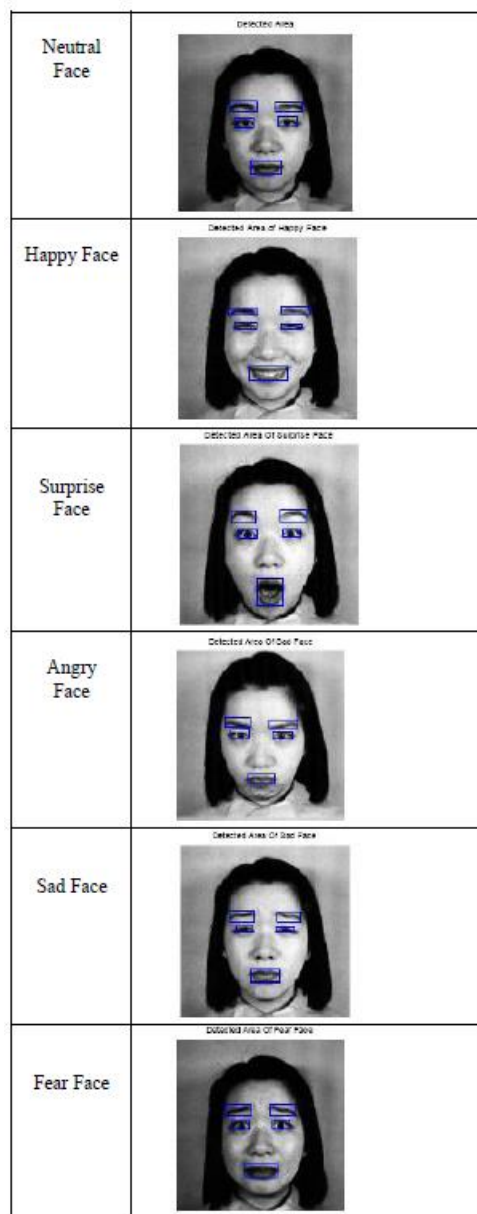 Neutral
Face
Detected Area
Happy Face
Detected Area of Happy Face
Surprise
Face
Detected Area Of Surprise Face
Angry
Face
Detected Area Of Sad Face
Sad Face
Detected Area Of Sad Face
Fear Face
Detected Area Of Fear Face